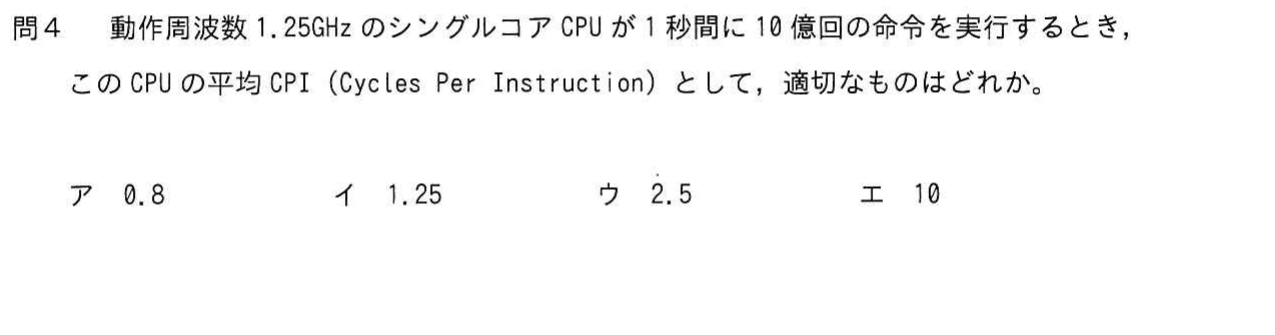 問4　動作周波数 1.25GHz のシングルコア CPU が 1 秒間に 10 億回の命令を実行するとき，
この CPU の平均 CPI（Cycles Per Instruction）として，適切なものはどれか。
ア　0.8　イ　1.25　ウ　2.5　エ　10